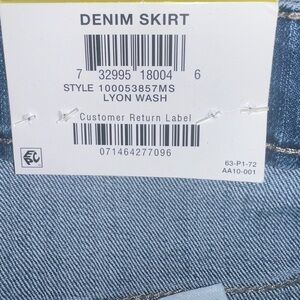 DENIM SKIRT
7 32995 18004 6
STYLE 100053857MS
LYON WASH
Customer Return Label
071464277096
63-P1-72
AA10-001